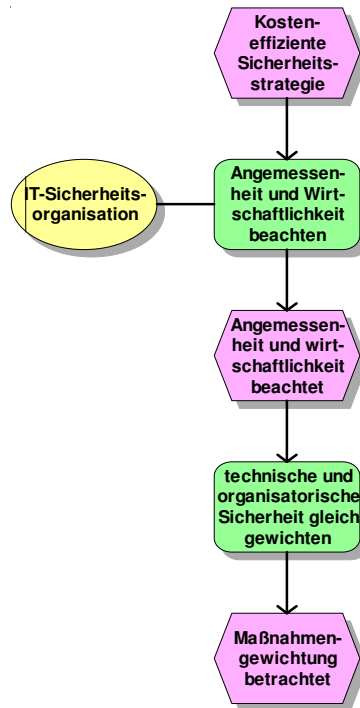 Kosten-
effiziente
Sicherheits-
strategie
IT-Sicherheits-
organisation
Angemessen-
heit und Wirt-
schaftlichkeit
beachten
Angemessen-
heit und wirt-
schaftlichkeit
beachtet
technische und
organisatorische
Sicherheit gleich
gewichten
Maßnahmen-
gewichtung
betrachtet